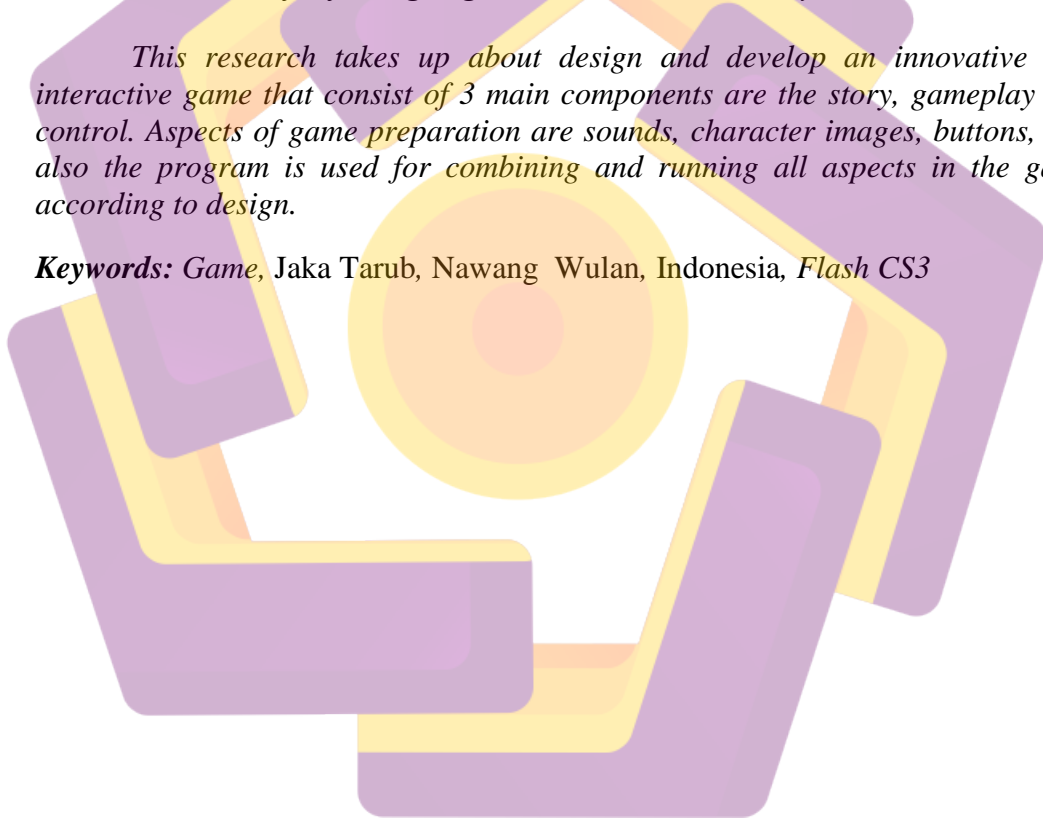 This research takes up about design and develop an innovative
interactive game that consist of 3 main components are the story, gameplay
control. Aspects of game preparation are sounds, character images, buttons,
also the program is used for combining and running all aspects in the
according to design.
Keywords: Game, Jaka Tarub, Nawang Wulan, Indonesia, Flash CS3